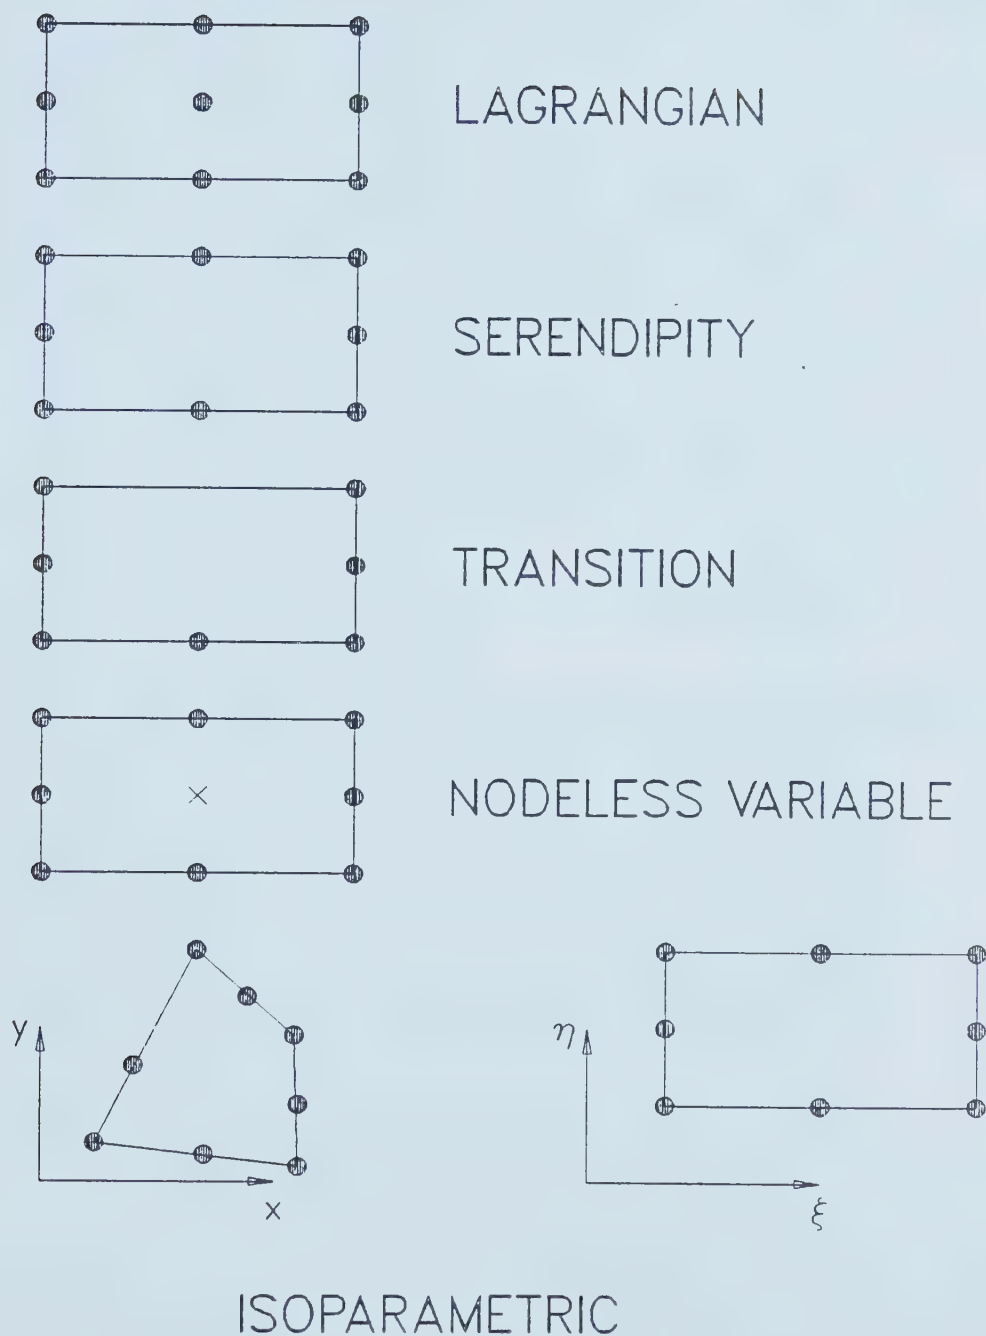 LAGRANGIAN
SERENDIPITY
TRANSITION
NODELESS VARIABLE
y
x
η
ξ
ISOPARAMETRIC